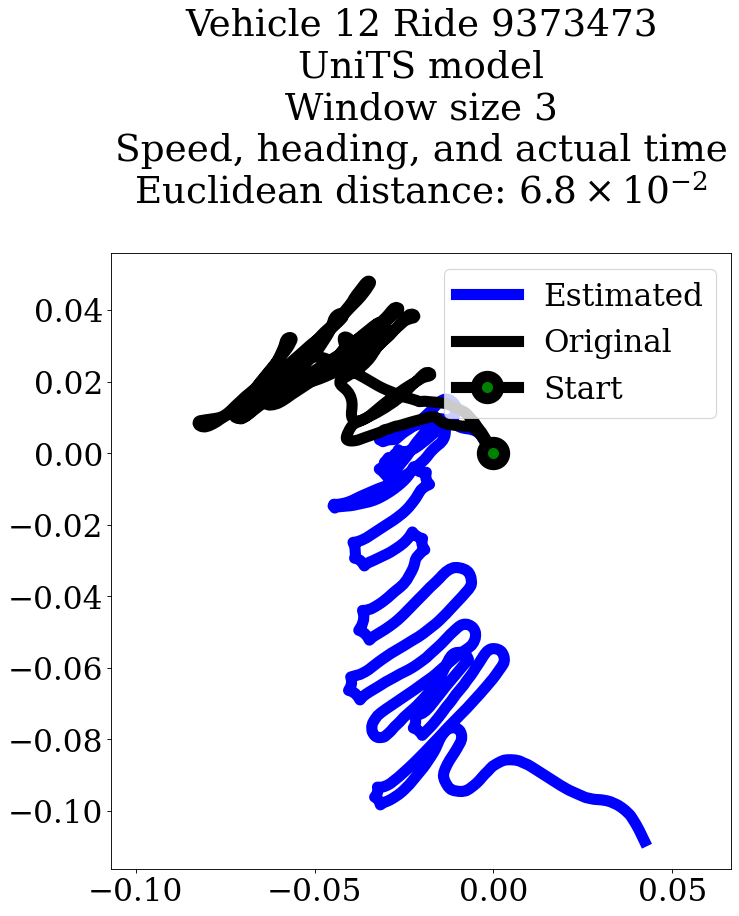 Vehicle 12 Ride 9373473
UniTS model
Window size 3
Speed, heading, and actual time
Euclidean distance: 6.8 × 10⁻²
Estimated
Original
Start
0.04
0.02
0.00
−0.02
−0.04
−0.06
−0.08
−0.10
−0.10
−0.05
0.00
0.05